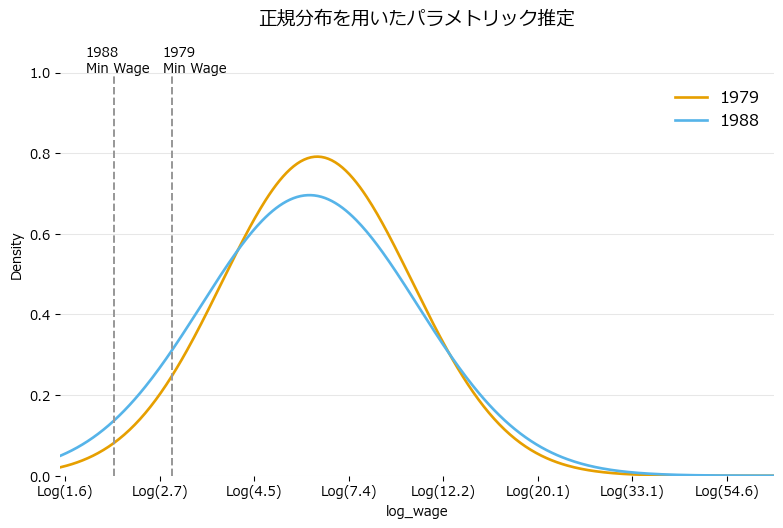 正規分布を用いたパラメトリック推定
1988
Min Wage
1979
Min Wage
1979
1988
Density
1.0
0.8
0.6
0.4
0.2
0.0
Log(1.6)
Log(2.7)
Log(4.5)
Log(7.4)
Log(12.2)
Log(20.1)
Log(33.1)
Log(54.6)
log_wage